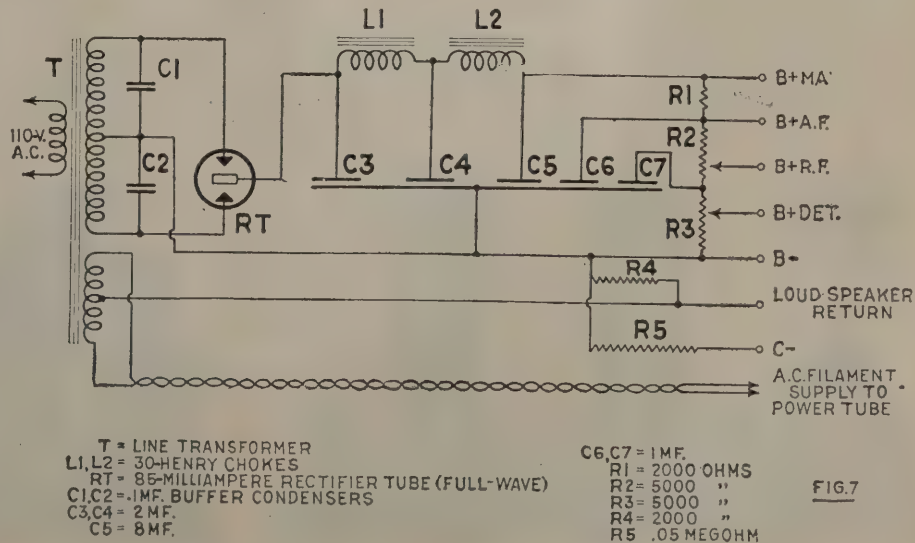 L1 L2
T
C1
110-V. A.C.
C2
RT
C3 C4 C5 C6 C7
R1
R2
R3
R4
R5
B+MA
B+A.F.
B+R.F.
B+DET.
B-
LOUD SPEAKER
RETURN
C-
A.C. FILAMENT
SUPPLY TO
POWER TUBE
T = LINE TRANSFORMER
L1, L2 = 30-HENRY CHOKES
RT = 85-MILLIAMPERE RECTIFIER TUBE (FULL-WAVE)
C1, C2 = .1MF. BUFFER CONDENSERS
C3, C4 = 2 MF.
C5 = 8 MF.
C6, C7 = 1 MF.
R1 = 2000 OHMS
R2 = 5000 "
R3 = 5000 "
R4 = 2000 "
R5 .05 MEGOHM
FIG.7